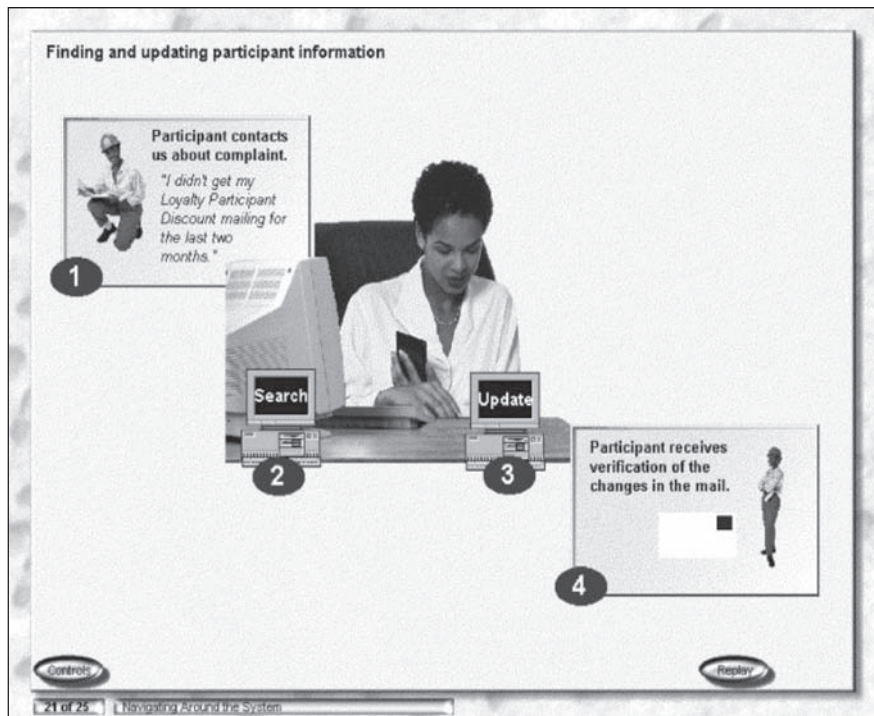 Finding and updating participant information
Participant contacts
us about complaint.
"I didn't get my
Loyalty Participant
Discount mailing for
the last two
months."
1
Search
2
Update
3
Participant receives
verification of the
changes in the mail.
4
Controls
Replay
21 of 25
Navigating Around the System